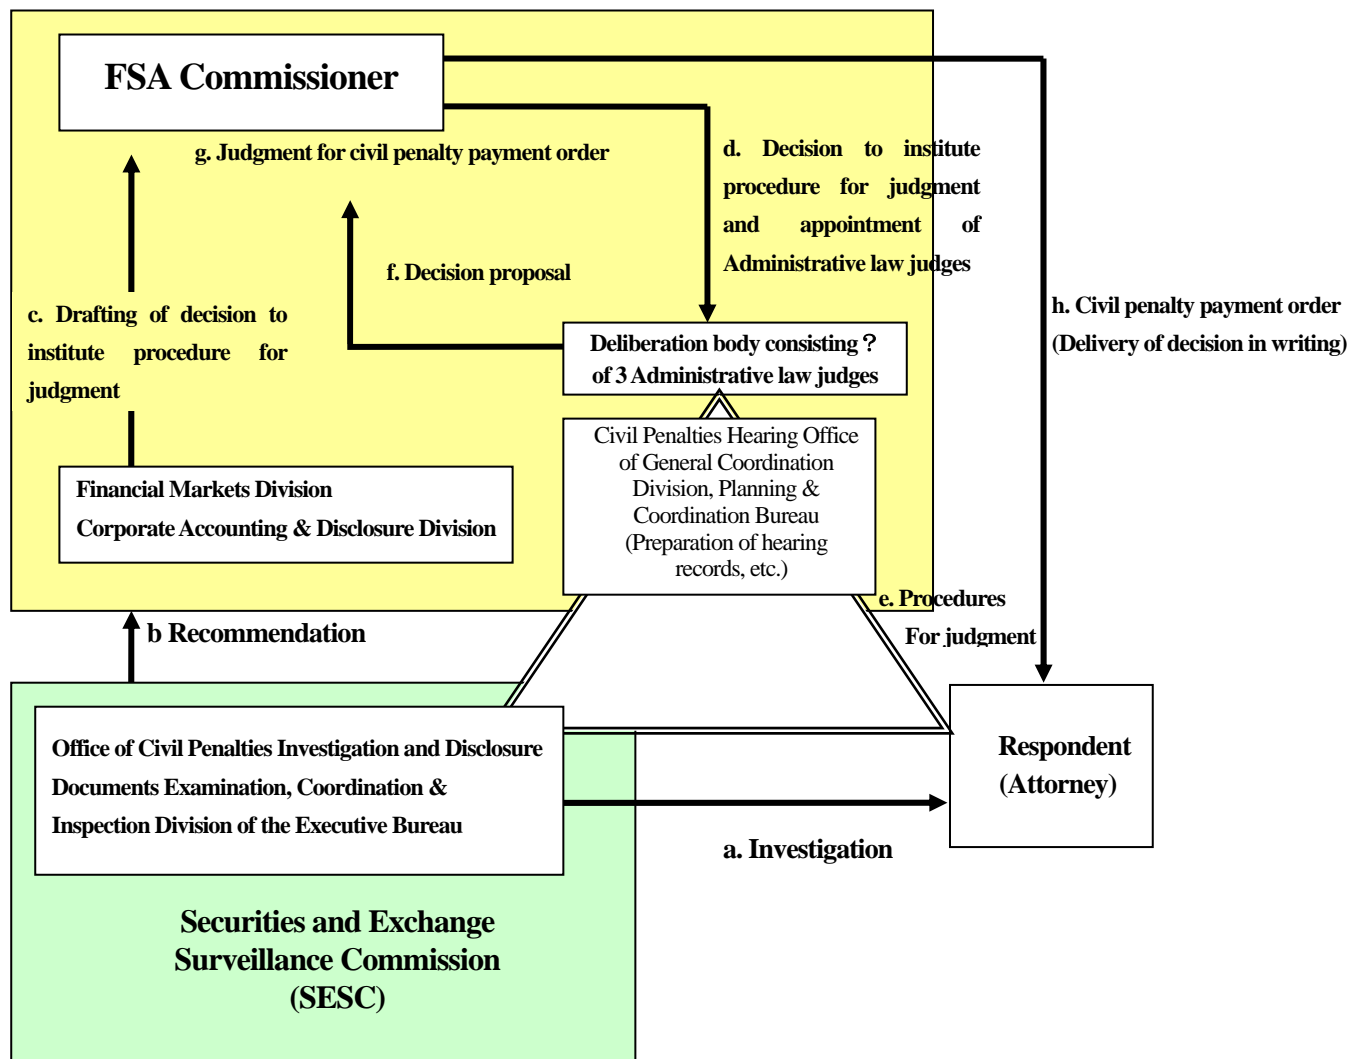 FSA Commissioner
g. Judgment for civil penalty payment order
d. Decision to institute
procedure for judgment
and appointment of
Administrative law judges
f. Decision proposal
c. Drafting of decision to
institute procedure for
judgment
h. Civil penalty payment order
(Delivery of decision in writing)
Deliberation body consisting？
of 3 Administrative law judges
Civil Penalties Hearing Office
of General Coordination
Division, Planning &
Coordination Bureau
(Preparation of hearing
records, etc.)
Financial Markets Division
Corporate Accounting & Disclosure Division
e. Procedures
For judgment
b Recommendation
Office of Civil Penalties Investigation and Disclosure
Documents Examination, Coordination &
Inspection Division of the Executive Bureau
Respondent
(Attorney)
a. Investigation
Securities and Exchange
Surveillance Commission
(SESC)